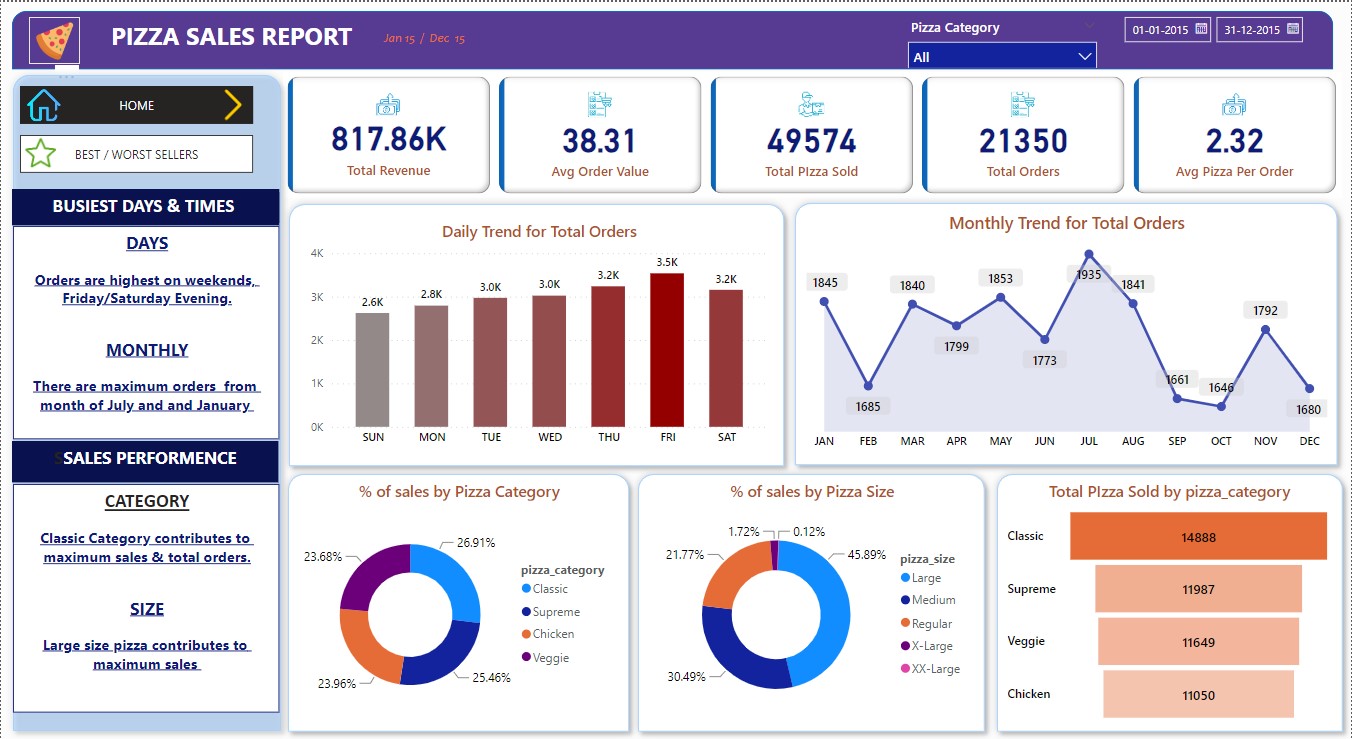 PIZZA SALES REPORT
Jan 15 / Dec 15
Pizza Category
All
01-01-2015
31-12-2015
HOME
BEST / WORST SELLERS
BUSIEST DAYS & TIMES
DAYS
Orders are highest on weekends,
Friday/Saturday Evening.
MONTHLY
There are maximum orders from
month of July and and January
SSALES PERFORMENCE
CATEGORY
Classic Category contributes to
maximum sales & total orders.
SIZE
Large size pizza contributes to
maximum sales
817.86K
Total Revenue
38.31
Avg Order Value
49574
Total PIzza Sold
21350
Total Orders
2.32
Avg Pizza Per Order
Daily Trend for Total Orders
4K
3K
2K
1K
0K
2.6K
2.8K
3.0K
3.0K
3.2K
3.5K
3.2K
SUN
MON
TUE
WED
THU
FRI
SAT
Monthly Trend for Total Orders
1845
1685
1840
1799
1853
1773
1935
1841
1661
1646
1792
1680
JAN
FEB
MAR
APR
MAY
JUN
JUL
AUG
SEP
OCT
NOV
DEC
% of sales by Pizza Category
26.91%
25.46%
23.96%
23.68%
pizza_category
Classic
Supreme
Chicken
Veggie
% of sales by Pizza Size
1.72%
0.12%
45.89%
30.49%
21.77%
pizza_size
Large
Medium
Regular
X-Large
XX-Large
Total PIzza Sold by pizza_category
Classic
14888
Supreme
11987
Veggie
11649
Chicken
11050